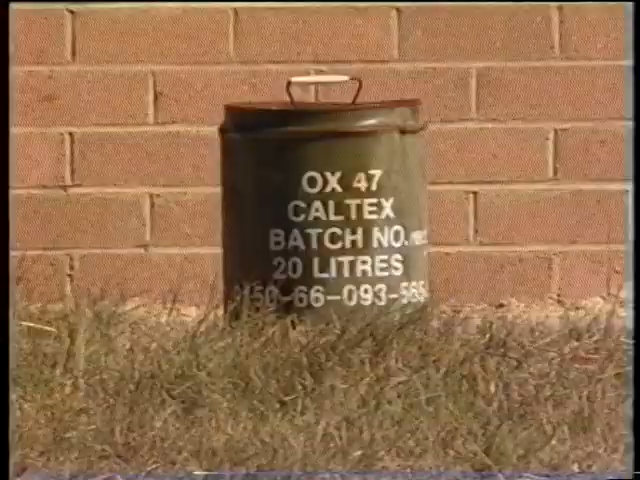 OX 47
CALTEX
BATCH NO.
20 LITRES
150-66-093-565